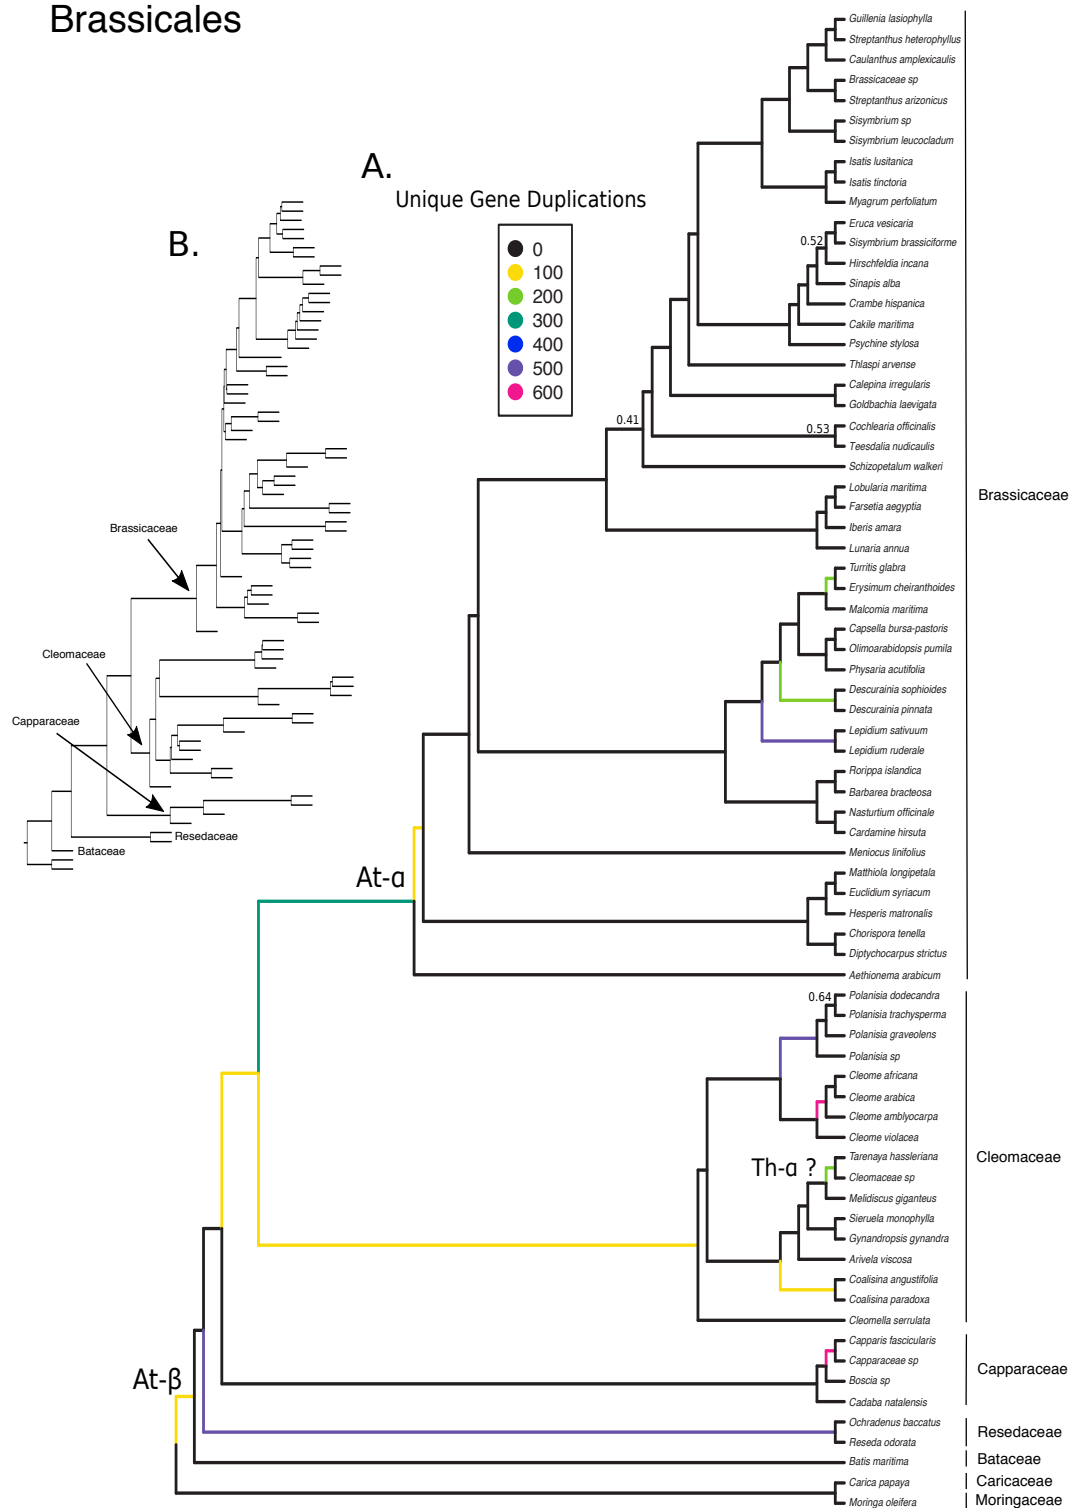 Brassicales
A.
Unique Gene Duplications
0
100
200
300
400
500
600
B.
Brassicaceae
Cleomaceae
Capparaceae
Resedaceae
Bataceae
At-α
At-β
Th-α ?
0.52
0.41
0.53
0.64
Guillenia lasiophylla
Streptanthus heterophyllus
Caulanthus amplexicaulis
Brassicaceae sp
Streptanthus arizonicus
Sisymbrium sp
Sisymbrium leucocladum
Isatis lusitanica
Isatis tinctoria
Myagrum perfoliatum
Eruca vesicaria
Sisymbrium brassiciforme
Hirschfeldia incana
Sinapis alba
Crambe hispanica
Cakile maritima
Psychine stylosa
Thlaspi arvense
Calepina irregularis
Goldbachia laevigata
Cochlearia officinalis
Teesdalia nudicaulis
Schizopetalum walkeri
Lobularia maritima
Farsetia aegyptia
Iberis amara
Lunaria annua
Turritis glabra
Erysimum cheiranthoides
Malcomia maritima
Capsella bursa-pastoris
Olimoarabidopsis pumila
Physaria acutifolia
Descurainia sophioides
Descurainia pinnata
Lepidium sativuum
Lepidium ruderale
Rorippa islandica
Barbarea bracteosa
Nasturtium officinale
Cardamine hirsuta
Meniocus linifolius
Matthiola longipetala
Euclidium syriacum
Hesperis matronalis
Chorispora tenella
Diptychocarpus strictus
Aethionema arabicum
Polanisia dodecandra
Polanisia trachysperma
Polanisia graveolens
Polanisia sp
Cleome africana
Cleome arabica
Cleome amblyocarpa
Cleome violacea
Tarenaya hassleriana
Cleomaceae sp
Melidiscus giganteus
Sieruela monophylla
Gynandropsis gynandra
Arivela viscosa
Coalisina angustifolia
Coalisina paradoxa
Cleomella serrulata
Capparis fascicularis
Capparaceae sp
Boscia sp
Cadaba natalensis
Ochradenus baccatus
Reseda odorata
Batis maritima
Carica papaya
Moringa oleifera
Brassicaceae
Cleomaceae
Capparaceae
Resedaceae
Bataceae
Caricaceae
Moringaceae